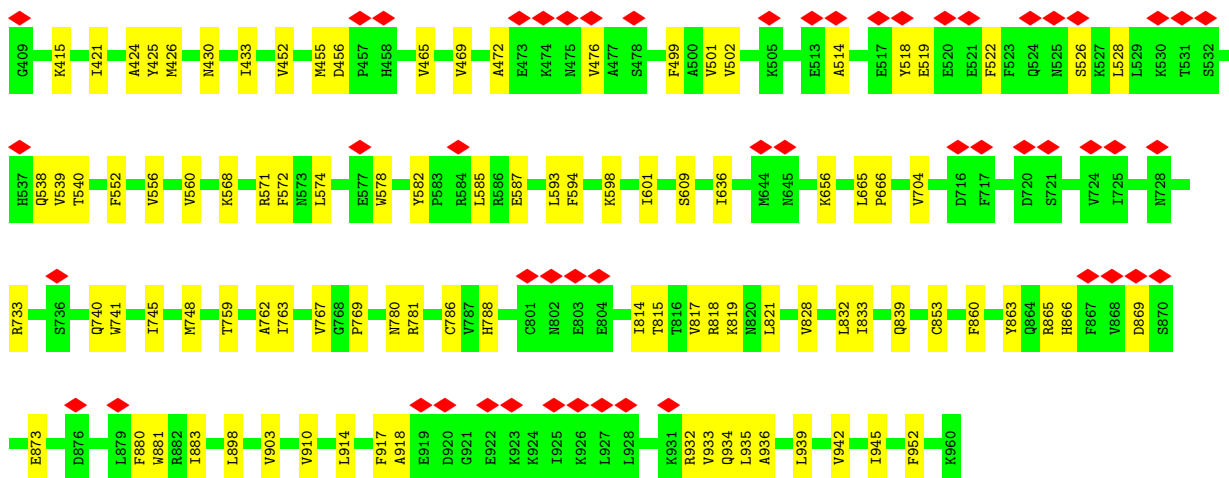 G409 K415 I421 A424 Y425 M426 N430 I433 V452 M455 D456 P457 H458 V465 V469 A472 E473 K474 N475 V476 A477 S478 F499 A500 V501 V502 K505 E513 A514 E517 Y518 E519 E520 E521 F522 F523 Q524 N525 S526 K527 L528 L529 K530 T531 S532
H537 Q538 V539 T540 F552 V556 V560 K568 R571 F572 N573 L574 E577 W578 Y582 P583 R584 L585 R586 E587 L593 F594 K598 I601 S609 I636 M644 N645 K656 L665 P666 V704 D716 F717 D720 S721 V724 I725 N728
R733 S736 Q740 W741 I745 M748 T759 A762 I763 V767 G768 P769 N780 R781 C786 V787 H788 C801 N802 E803 E804 I814 T815 T816 V817 R818 K819 N820 L821 V828 L832 I833 Q839 C853 F860 Y863 Q864 R865 H866 F867 V868 D869 S870
E873 D876 L879 F880 W881 R882 I883 L898 V903 V910 L914 F917 A918 E919 D920 G921 E922 K923 K924 I925 K926 L927 L928 K931 R932 V933 Q934 L935 A936 L939 V942 I945 F952 K960